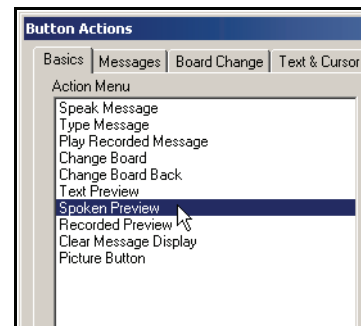 Button Actions
Basics Messages Board Change Text & Cursor
Action Menu
Speak Message
Type Message
Play Recorded Message
Change Board
Change Board Back
Text Preview
Spoken Preview
Recorded Preview
Clear Message Display
Picture Button